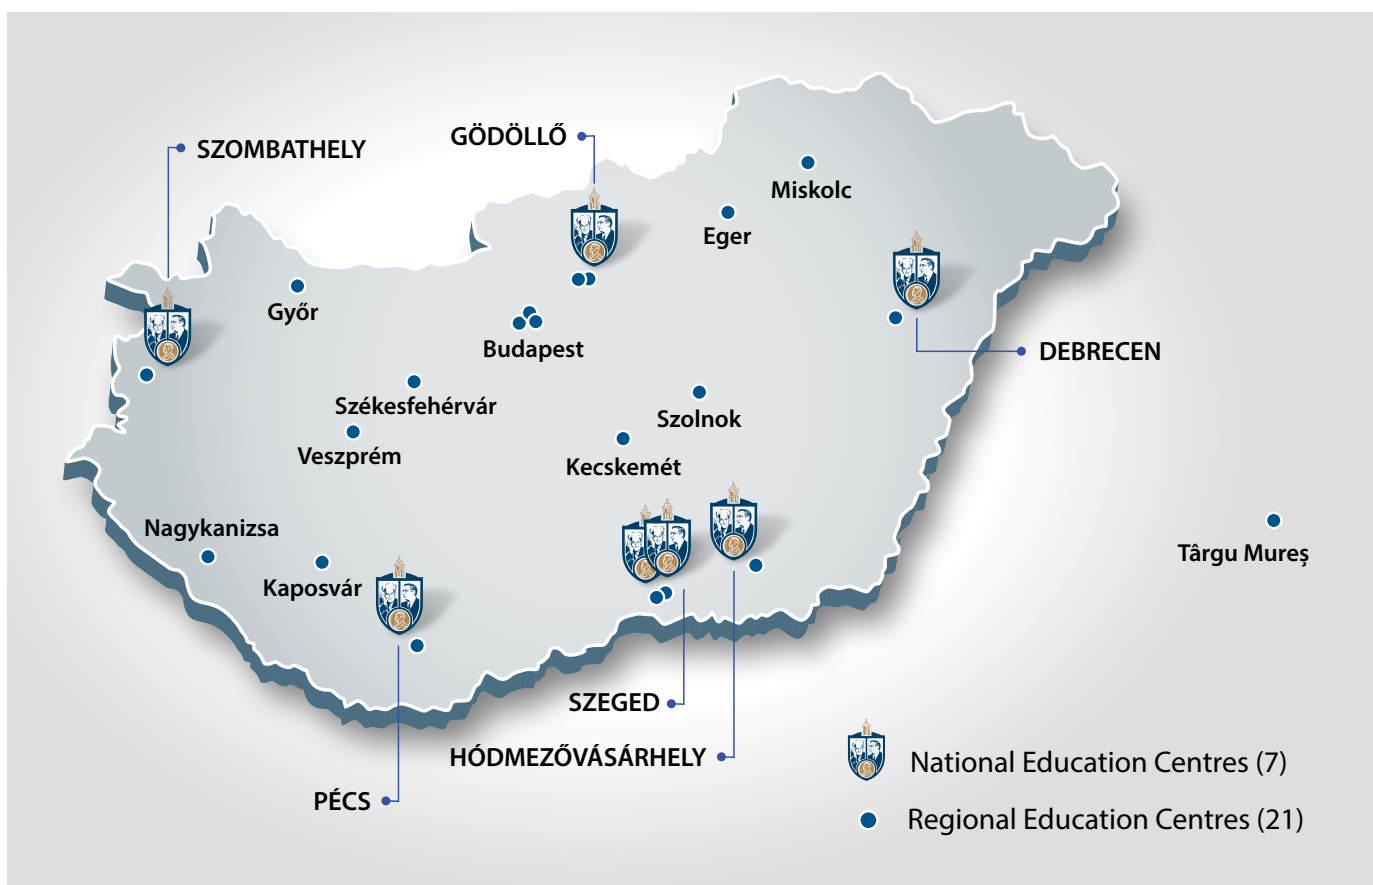 GÖDÖLLŐ
SZOMBATHELY
Miskolc
Eger
Győr
Budapest
DEBRECEN
Székesfehérvár
Szolnok
Veszprém
Kecskemét
Nagykanizsa
Târgu Mureș
Kaposvár
SZEGED
HÓDMEZŐVÁSÁRHELY
National Education Centres (7)
PÉCS
Regional Education Centres (21)